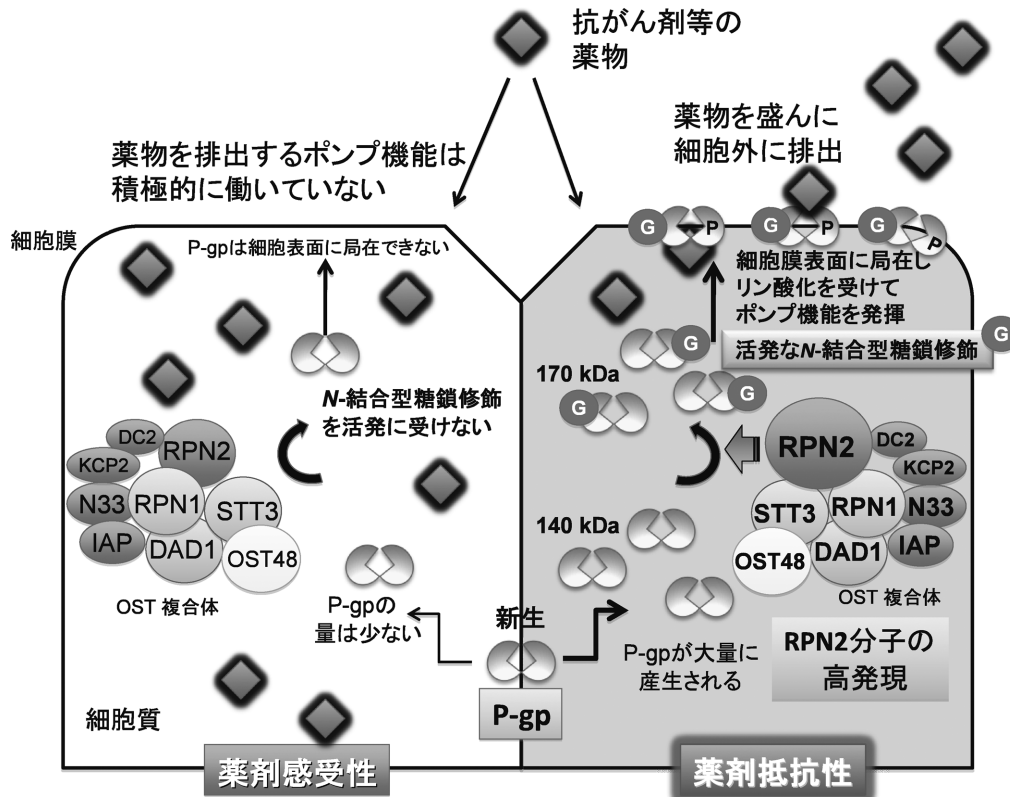 抗がん剤等の
薬物
薬物を盛んに
細胞外に排出
薬物を排出するポンプ機能は
積極的に働いていない
細胞膜
P-gpは細胞表面に局在できない
G
P
G
P
G
P
細胞膜表面に局在し
リン酸化を受けて
ポンプ機能を発揮
活発なN-結合型糖鎖修飾
G
G
170 kDa
G
G
N-結合型糖鎖修飾
を活発に受けない
DC2
RPN2
KCP2
N33
RPN1
STT3
IAP
DAD1
OST48
OST 複合体
RPN2
DC2
KCP2
STT3
RPN1
N33
OST48
DAD1
IAP
OST 複合体
140 kDa
P-gpの
量は少ない
新生
P-gp
P-gpが大量に
産生される
RPN2分子の
高発現
細胞質
薬剤感受性
薬剤抵抗性